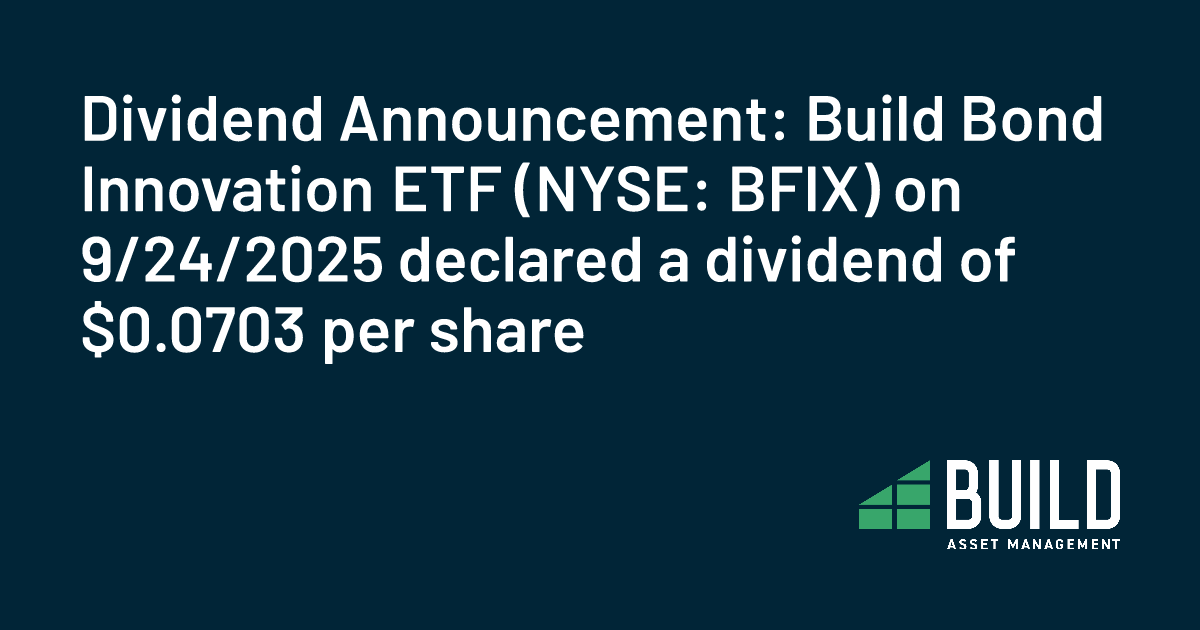 Dividend Announcement: Build Bond
Innovation ETF (NYSE: BFIX) on
9/24/2025 declared a dividend of
$0.0703 per share
BUILD
ASSET MANAGEMENT